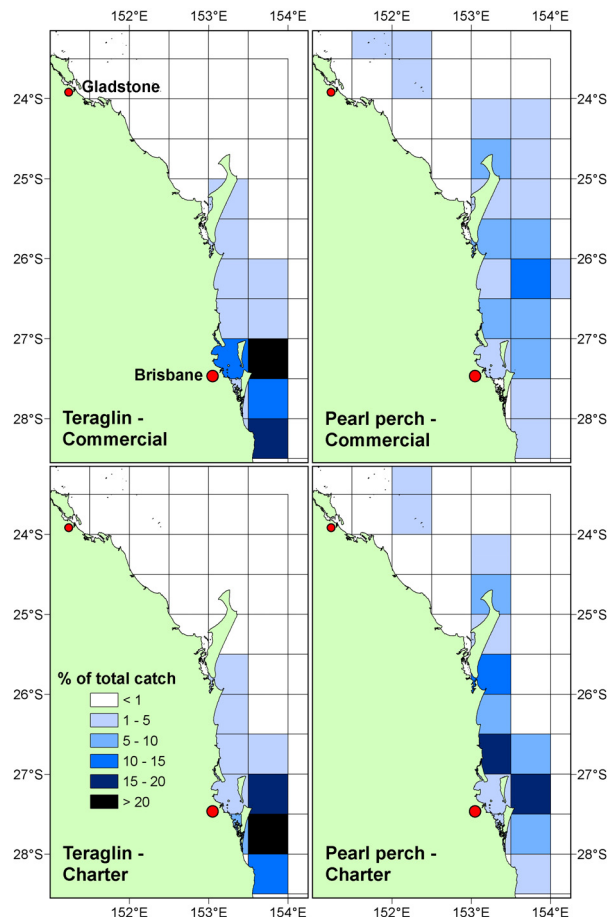 152°E 153°E 154°E 152°E 153°E 154°E
Gladstone
24°S 24°S
25°S 25°S
26°S 26°S
27°S 27°S
Brisbane
28°S 28°S
Teraglin -
Commercial
Pearl perch -
Commercial
24°S 24°S
25°S 25°S
26°S 26°S
27°S 27°S
28°S 28°S
% of total catch
< 1
1 - 5
5 - 10
10 - 15
15 - 20
> 20
Teraglin -
Charter
Pearl perch -
Charter
152°E 153°E 154°E 152°E 153°E 154°E